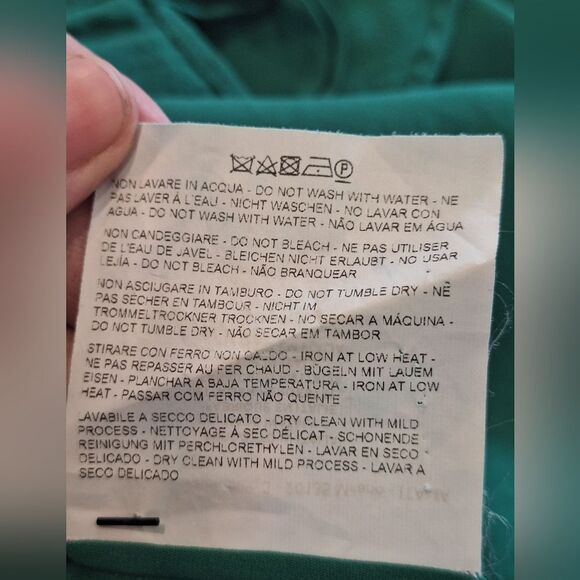 P
NON LAVARE IN ACQUA - DO NOT WASH WITH WATER - NE
PAS LAVER À L'EAU - NICHT WASCHEN - NO LAVAR CON
AGUA - DO NOT WASH WITH WATER - NÃO LAVAR EM ÁGUA
NON CANDEGGIARE - DO NOT BLEACH - NE PAS UTILISER
DE L'EAU DE JAVEL - BLEICHEN NICHT ERLAUBT - NO USAR
LEJÍA - DO NOT BLEACH - NÃO BRANQUEAR
NON ASCIUGARE IN TAMBURO - DO NOT TUMBLE DRY - NE
PAS SÉCHER EN TAMBOUR - NICHT IM
TROMMELTROCKNER TROCKNEN - NO SECAR A MÁQUINA -
DO NOT TUMBLE DRY - NÃO SECAR EM TAMBOR
STIRARE CON FERRO NON CALDO - IRON AT LOW HEAT -
NE PAS REPASSER AU FER CHAUD - BÜGELN MIT LAUEM
EISEN - PLANCHAR A BAJA TEMPERATURA - IRON AT LOW
HEAT - PASSAR COM FERRO NÃO QUENTE
LAVABILE A SECCO DELICATO - DRY CLEAN WITH MILD
PROCESS - NETTOYAGE À SEC DÉLICAT - SCHONENDE
REINIGUNG MIT PERCHLORETHYLEN - LAVAR EN SECO
DELICADO - DRY CLEAN WITH MILD PROCESS - LAVAR A
SECO DELICADO